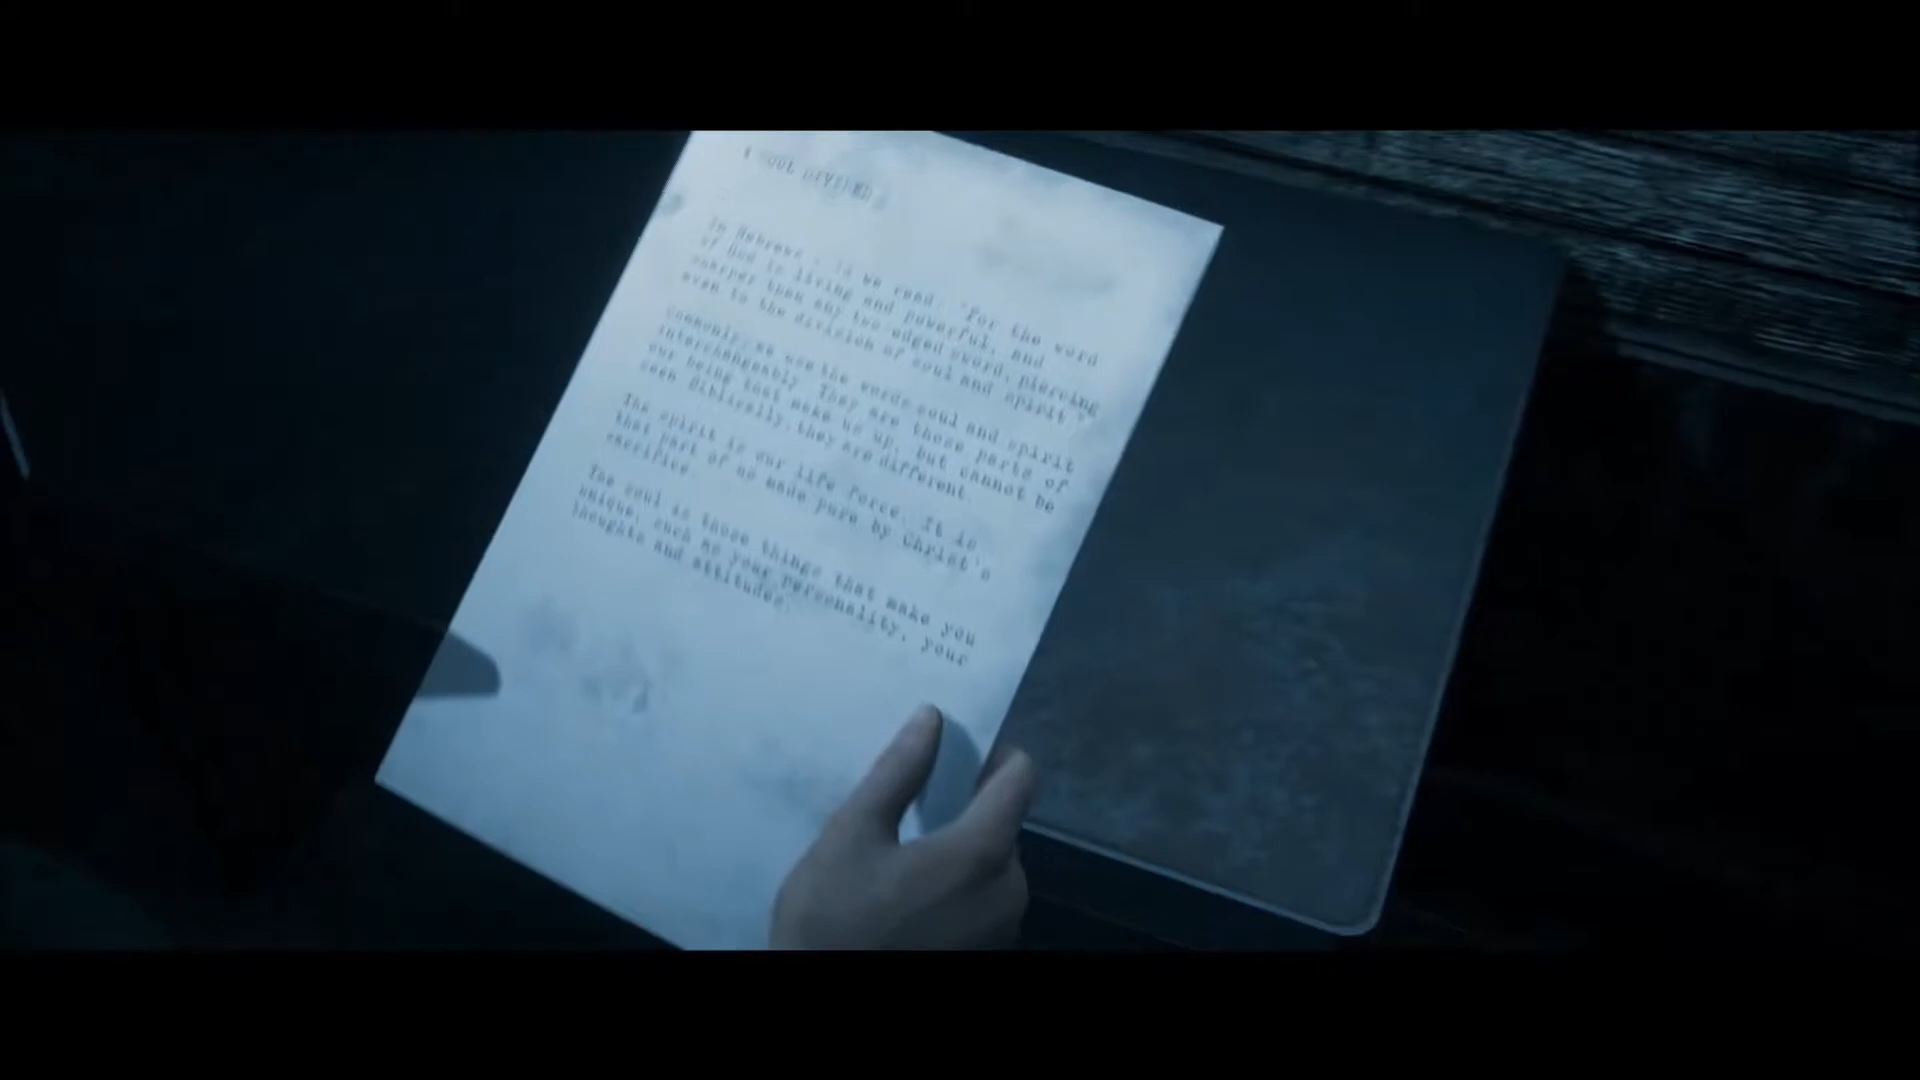 A SOUL DIVIDED
In Hebrews we read, "For the word
of God is living and powerful, and
sharper than any two edged sword, piercing
even to the division of soul and spirit"
Commonly, we use the words soul and spirit
interchangeably. They are those parts of
our being that make us up, but cannot be
seen. Biblically, they are different.
The spirit is our life force. It is
that part of us made pure by Christ's
sacrifice.
The soul is those things that make you
unique, such as your personality, your
thoughts and attitudes.